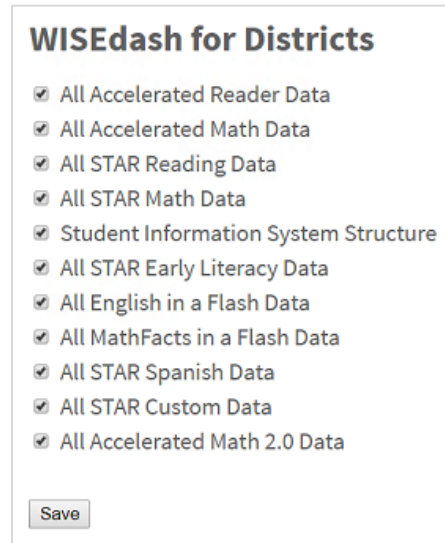 WISEdash for Districts
All Accelerated Reader Data
All Accelerated Math Data
All STAR Reading Data
All STAR Math Data
Student Information System Structure
All STAR Early Literacy Data
All English in a Flash Data
All MathFacts in a Flash Data
All STAR Spanish Data
All STAR Custom Data
All Accelerated Math 2.0 Data
Save